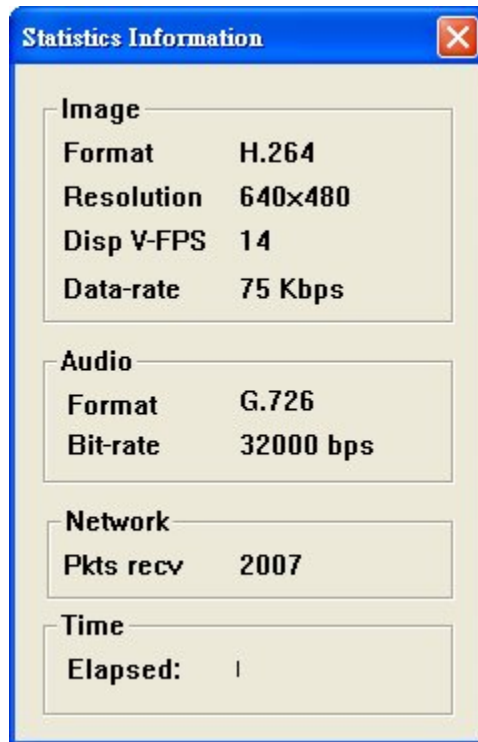 Statistics Information
Image
Format H.264
Resolution 640×480
Disp V-FPS 14
Data-rate 75 Kbps
Audio
Format G.726
Bit-rate 32000 bps
Network
Pkts recv 2007
Time
Elapsed: